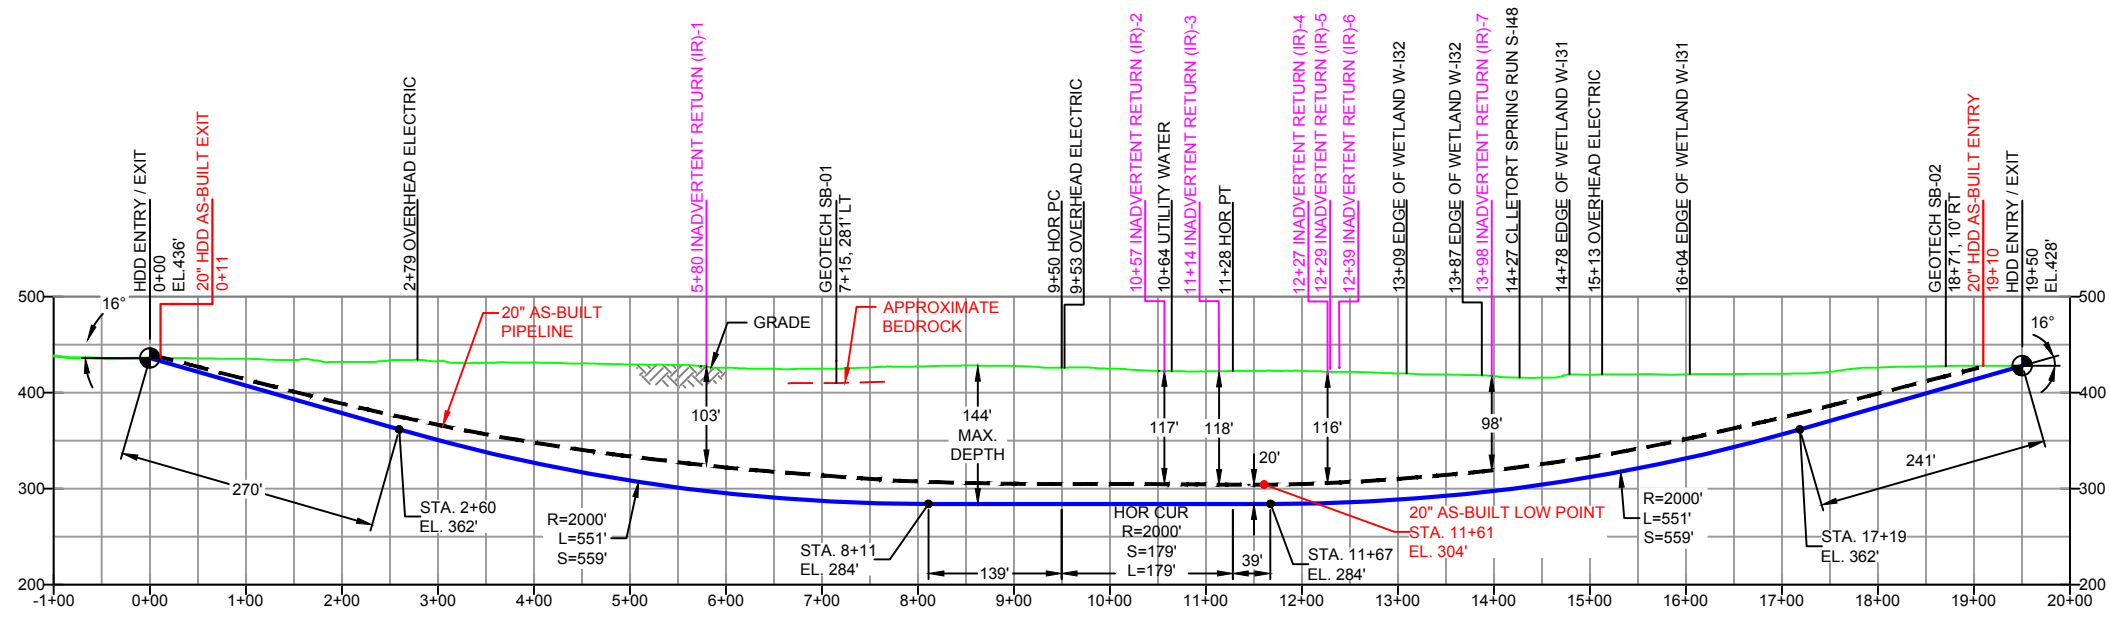 HDD ENTRY / EXIT
0+00
EL.436'
20" HDD AS-BUILT EXIT
0+11
2+79 OVERHEAD ELECTRIC
5+80 INADVERTENT RETURN (IR)-1
GEOTECH SB-01
7+15, 281' LT
9+50 HOR PC
9+53 OVERHEAD ELECTRIC
10+57 INADVERTENT RETURN (IR)-2
10+64 UTILITY WATER
11+14 INADVERTENT RETURN (IR)-3
11+28 HOR PT
12+27 INADVERTENT RETURN (IR)-4
12+29 INADVERTENT RETURN (IR)-5
12+39 INADVERTENT RETURN (IR)-6
13+09 EDGE OF WETLAND W-I32
13+87 EDGE OF WETLAND W-I32
13+98 INADVERTENT RETURN (IR)-7
14+27 CL LETORT SPRING RUN S-I48
14+78 EDGE OF WETLAND W-I31
15+13 OVERHEAD ELECTRIC
16+04 EDGE OF WETLAND W-I31
GEOTECH SB-02
18+71, 10' RT
20" HDD AS-BUILT ENTRY
19+10
HDD ENTRY / EXIT
19+50
EL.428'
500
400
300
200
500
400
300
200
16°
20" AS-BUILT
PIPELINE
GRADE
APPROXIMATE
BEDROCK
16°
103'
144'
MAX.
DEPTH
117'
118'
116'
98'
20'
270'
STA. 2+60
EL. 362'
R=2000'
L=551'
S=559'
STA. 8+11
EL. 284'
139'
HOR CUR
R=2000'
S=179'
L=179'
39'
STA. 11+67
EL. 284'
20" AS-BUILT LOW POINT
STA. 11+61
EL. 304'
R=2000'
L=551'
S=559'
STA. 17+19
EL. 362'
241'
-1+00 0+00 1+00 2+00 3+00 4+00 5+00 6+00 7+00 8+00 9+00 10+00 11+00 12+00 13+00 14+00 15+00 16+00 17+00 18+00 19+00 20+00